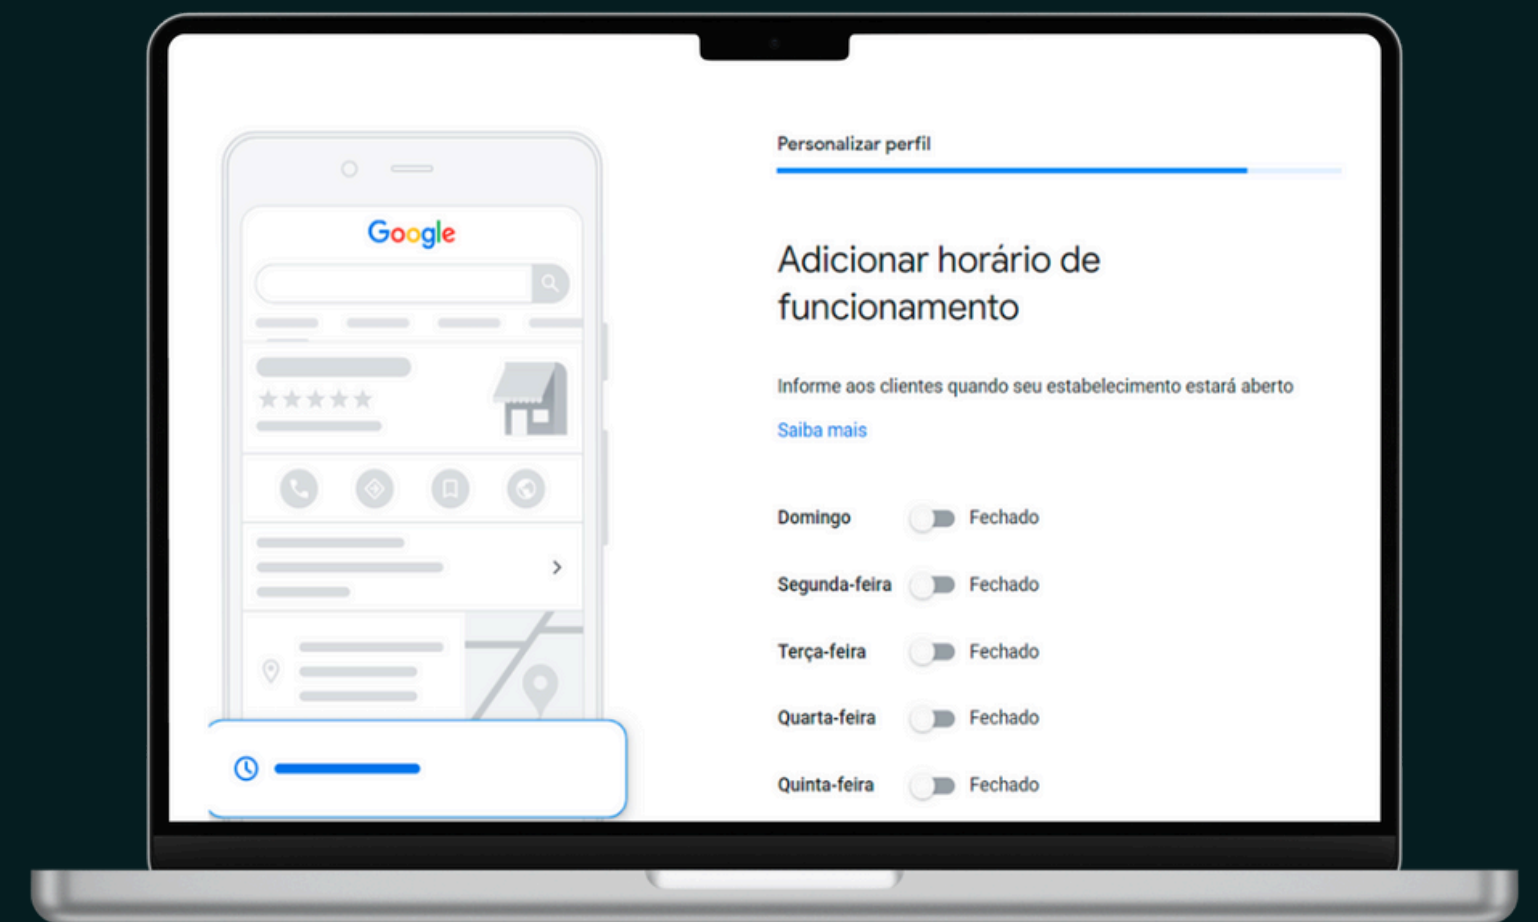 Google
Personalizar perfil
Adicionar horário de
funcionamento
Informe aos clientes quando seu estabelecimento estará aberto
Saiba mais
Domingo Fechado
Segunda-feira Fechado
Terça-feira Fechado
Quarta-feira Fechado
Quinta-feira Fechado